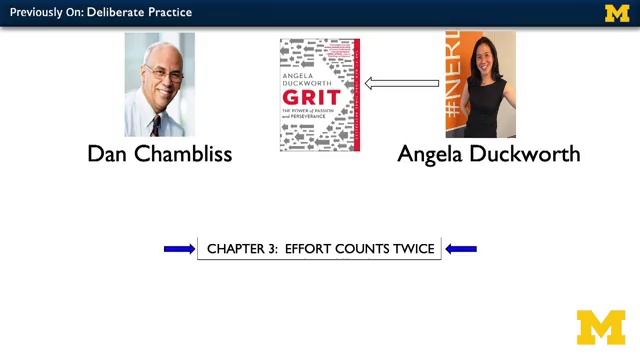 Previously On: Deliberate Practice
M
ANGELA
DUCKWORTH
GRIT
THE POWER of PASSION
and PERSEVERANCE
#NERD
Dan Chambliss
Angela Duckworth
CHAPTER 3: EFFORT COUNTS TWICE
M